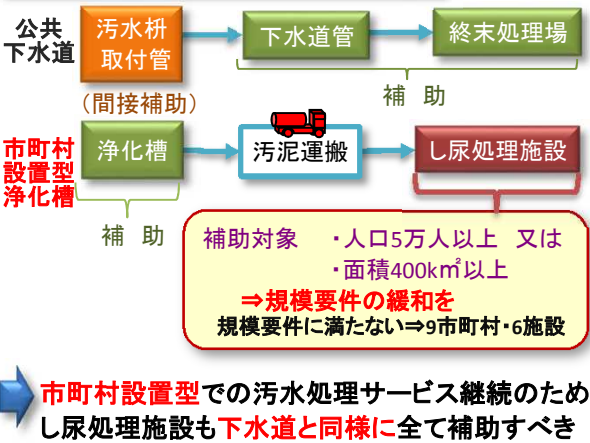 公共
下水道
汚水枡
取付管
下水道管
終末処理場
（間接補助）
補 助
市町村
設置型
浄化槽
浄化槽
汚泥運搬
し尿処理施設
補 助
補助対象 ・人口5万人以上 又は
・面積400k㎡以上
⇒規模要件の緩和を
規模要件に満たない⇒9市町村・6施設
市町村設置型での汚水処理サービス継続のため
し尿処理施設も下水道と同様に全て補助すべき